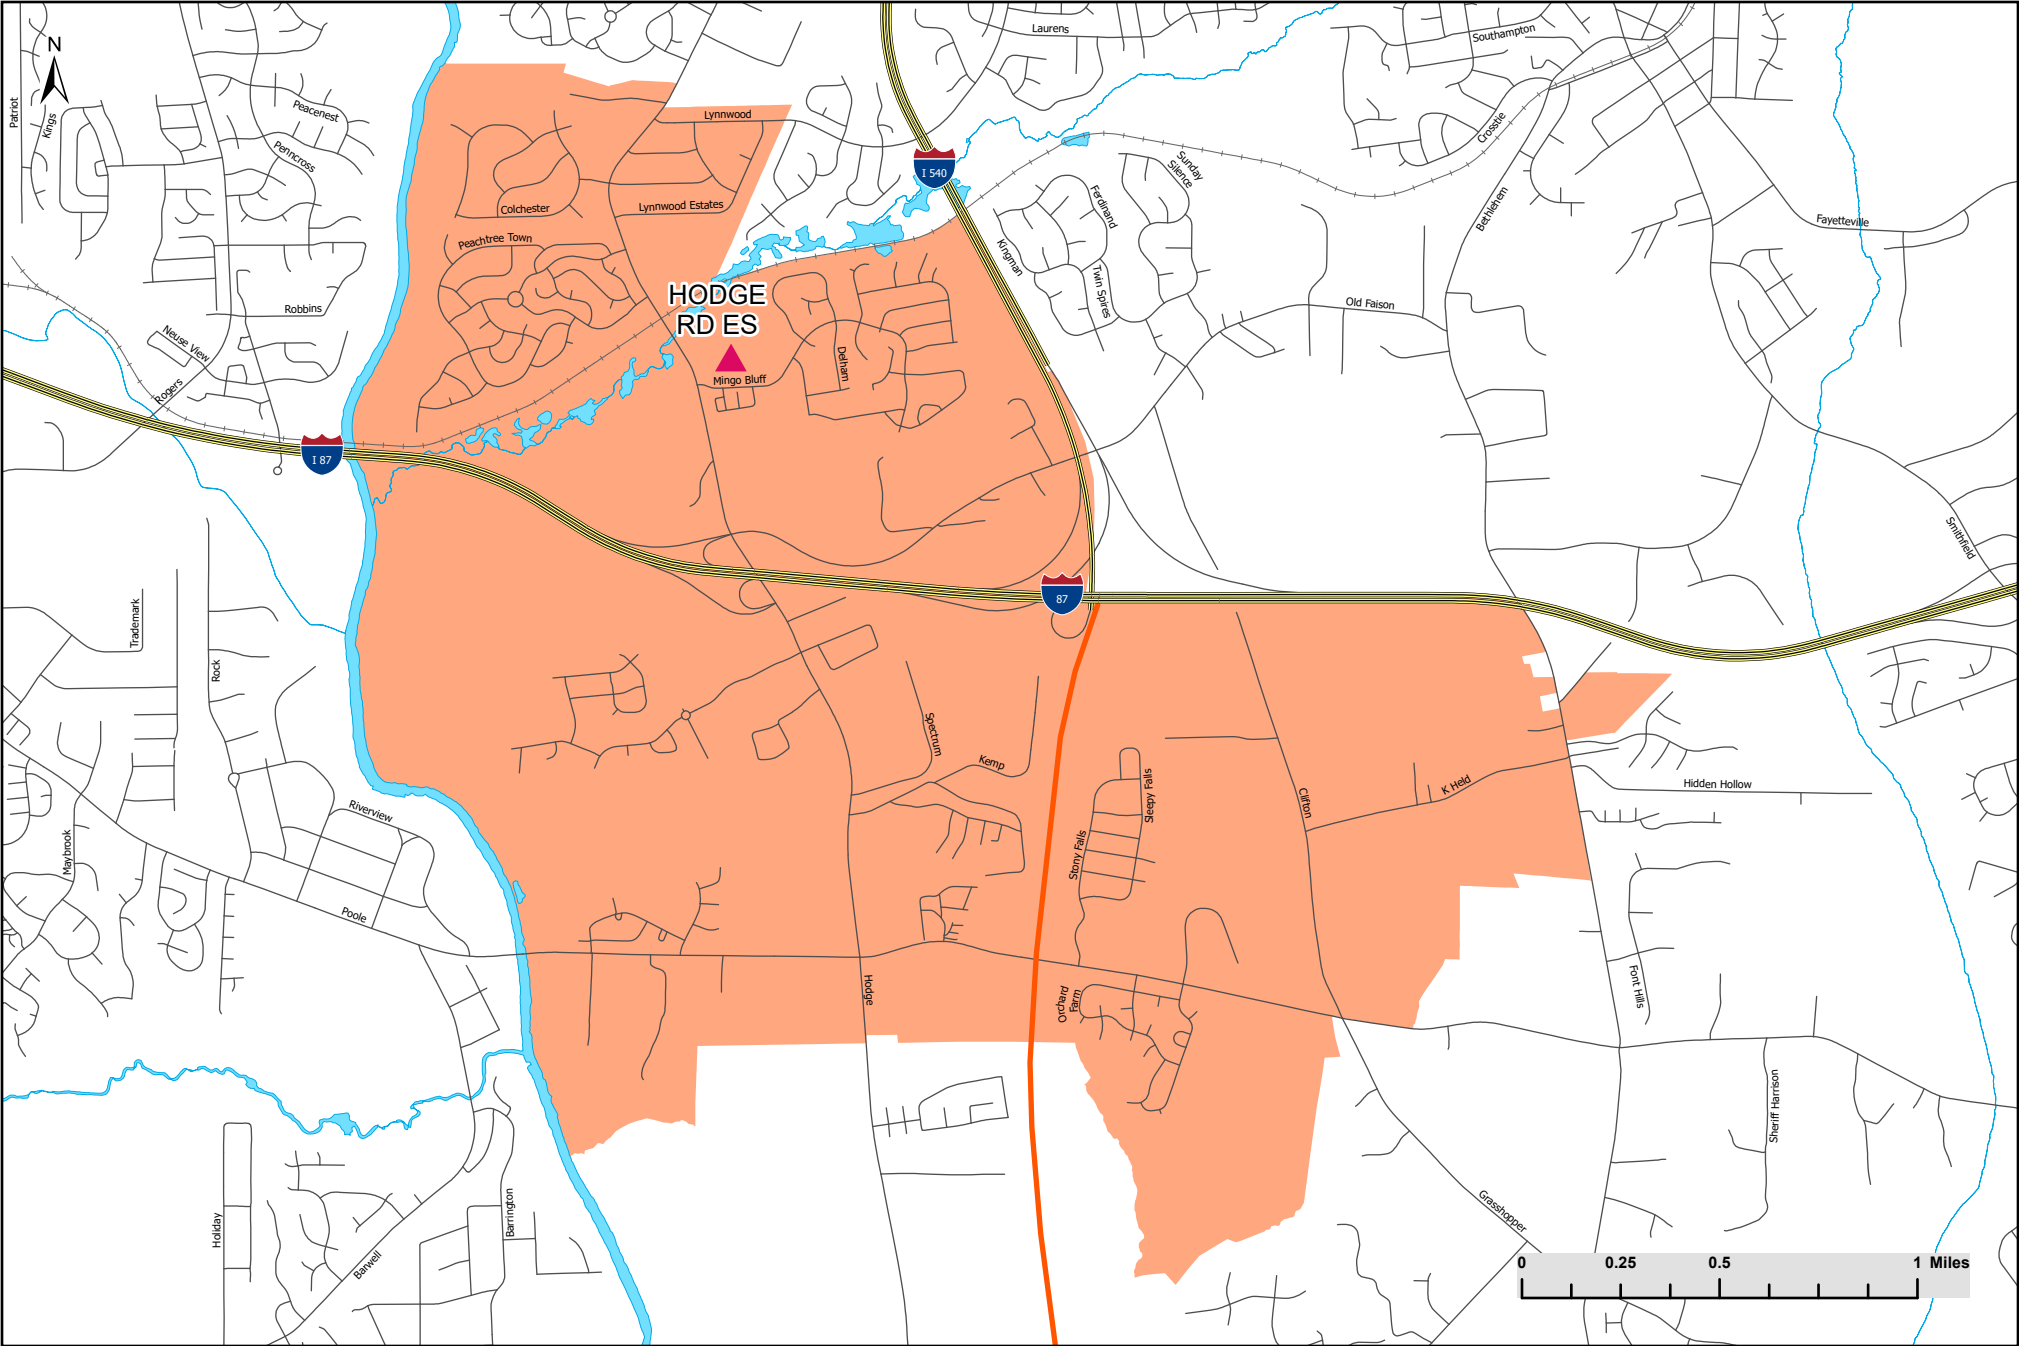 N
Patriot
Kings
Peacenest
Penncross
Laurens
Southampton
Crosstie
Lynnwood
I 540
Sunday
Silence
Ferdinand
Bethlehem
Fayetteville
Colchester
Lynnwood Estates
Peachtree Town
Kingman
Twin Spires
Old Faison
HODGE
RD ES
Robbins
Neuse View
Rogers
Delham
Mingo Bluff
I 87
Smithfield
87
Trademark
Rock
Spectrum
Kemp
Sleepy Falls
Stony Falls
Clifton
K Held
Hidden Hollow
Riverview
Maybrook
Poole
Hodge
Orchard
Farm
Font Hills
Sheriff Harrison
Grasshopper
Holiday
Barrington
Barwell
0 0.25 0.5 1 Miles